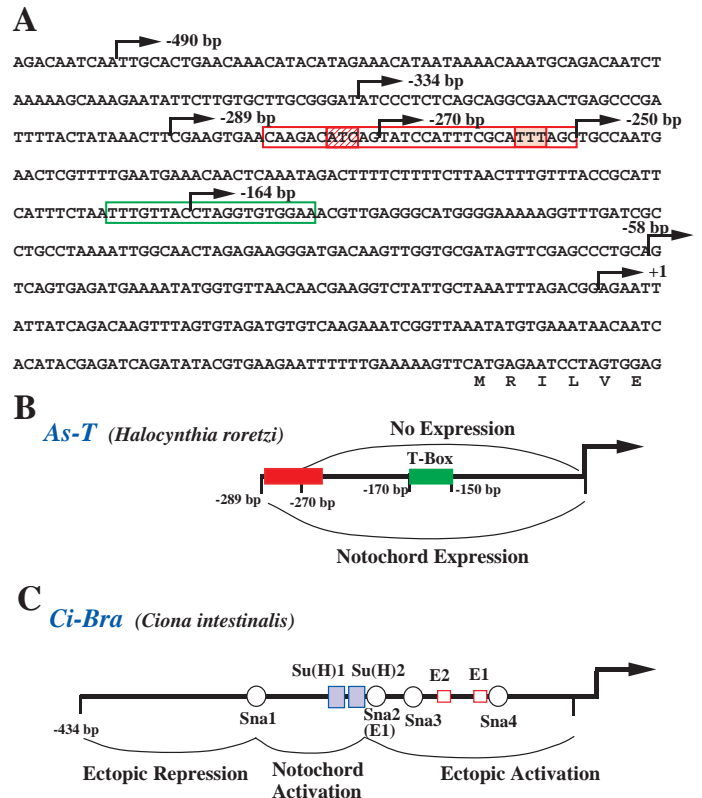 A
-490 bp
AGACAATCAATTGCACTGAACAAACATACATAGAAACATAATAAAACAAATGCAGACAATCT
-334 bp
AAAAAGCAAAGAATATTCTTGTGCTTGCGGGATATCCCTCTCAGCAGGCGAACTGAGCCCGA
-289 bp
-270 bp
-250 bp
TTTTACTATAAACTTCGAAGTGAACAAGACATCAGTATCCATTTCGCATTTAGCTGCCAATG
AACTCGTTTTGAATGAAACAACTCAAATAGACTTTTCTTTTCTTAACTTTGTTTACCGCATT
-164 bp
CATTTCTAATTTGTTACCTAGGTGTGGAAACGTTGAGGGCATGGGGAAAAAGGTTTGATCGC
-58 bp
CTGCCTAAAATTGGCAACTAGAGAAGGGATGACAAGTTGGTGCGATAGTTCGAGCCCTGCAG
+1
TCAGTGAGATGAAAATATGGTGTTAACAACGAAGGTCTATTGCTAAATTTAGACGGAGAATT
ATTATCAGACAAGTTTAGTGTAGATGTGTCAAGAAATCGGTTAAATATGTGAAATAACAATC
ACATACGAGATCAGATATACGTGAAGAATTTTTTGAAAAAGTTCATGAGAATCCTAGTGGAG
M R I L V E
B
As-T (Halocynthia roretzi)
No Expression
T-Box
-289 bp
-270 bp
-170 bp
-150 bp
Notochord Expression
C
Ci-Bra (Ciona intestinalis)
Su(H)1 Su(H)2 E2 E1
Sna1 Sna2 Sna3 Sna4
(E1)
-434 bp
Ectopic Repression Notochord Ectopic Activation
Activation